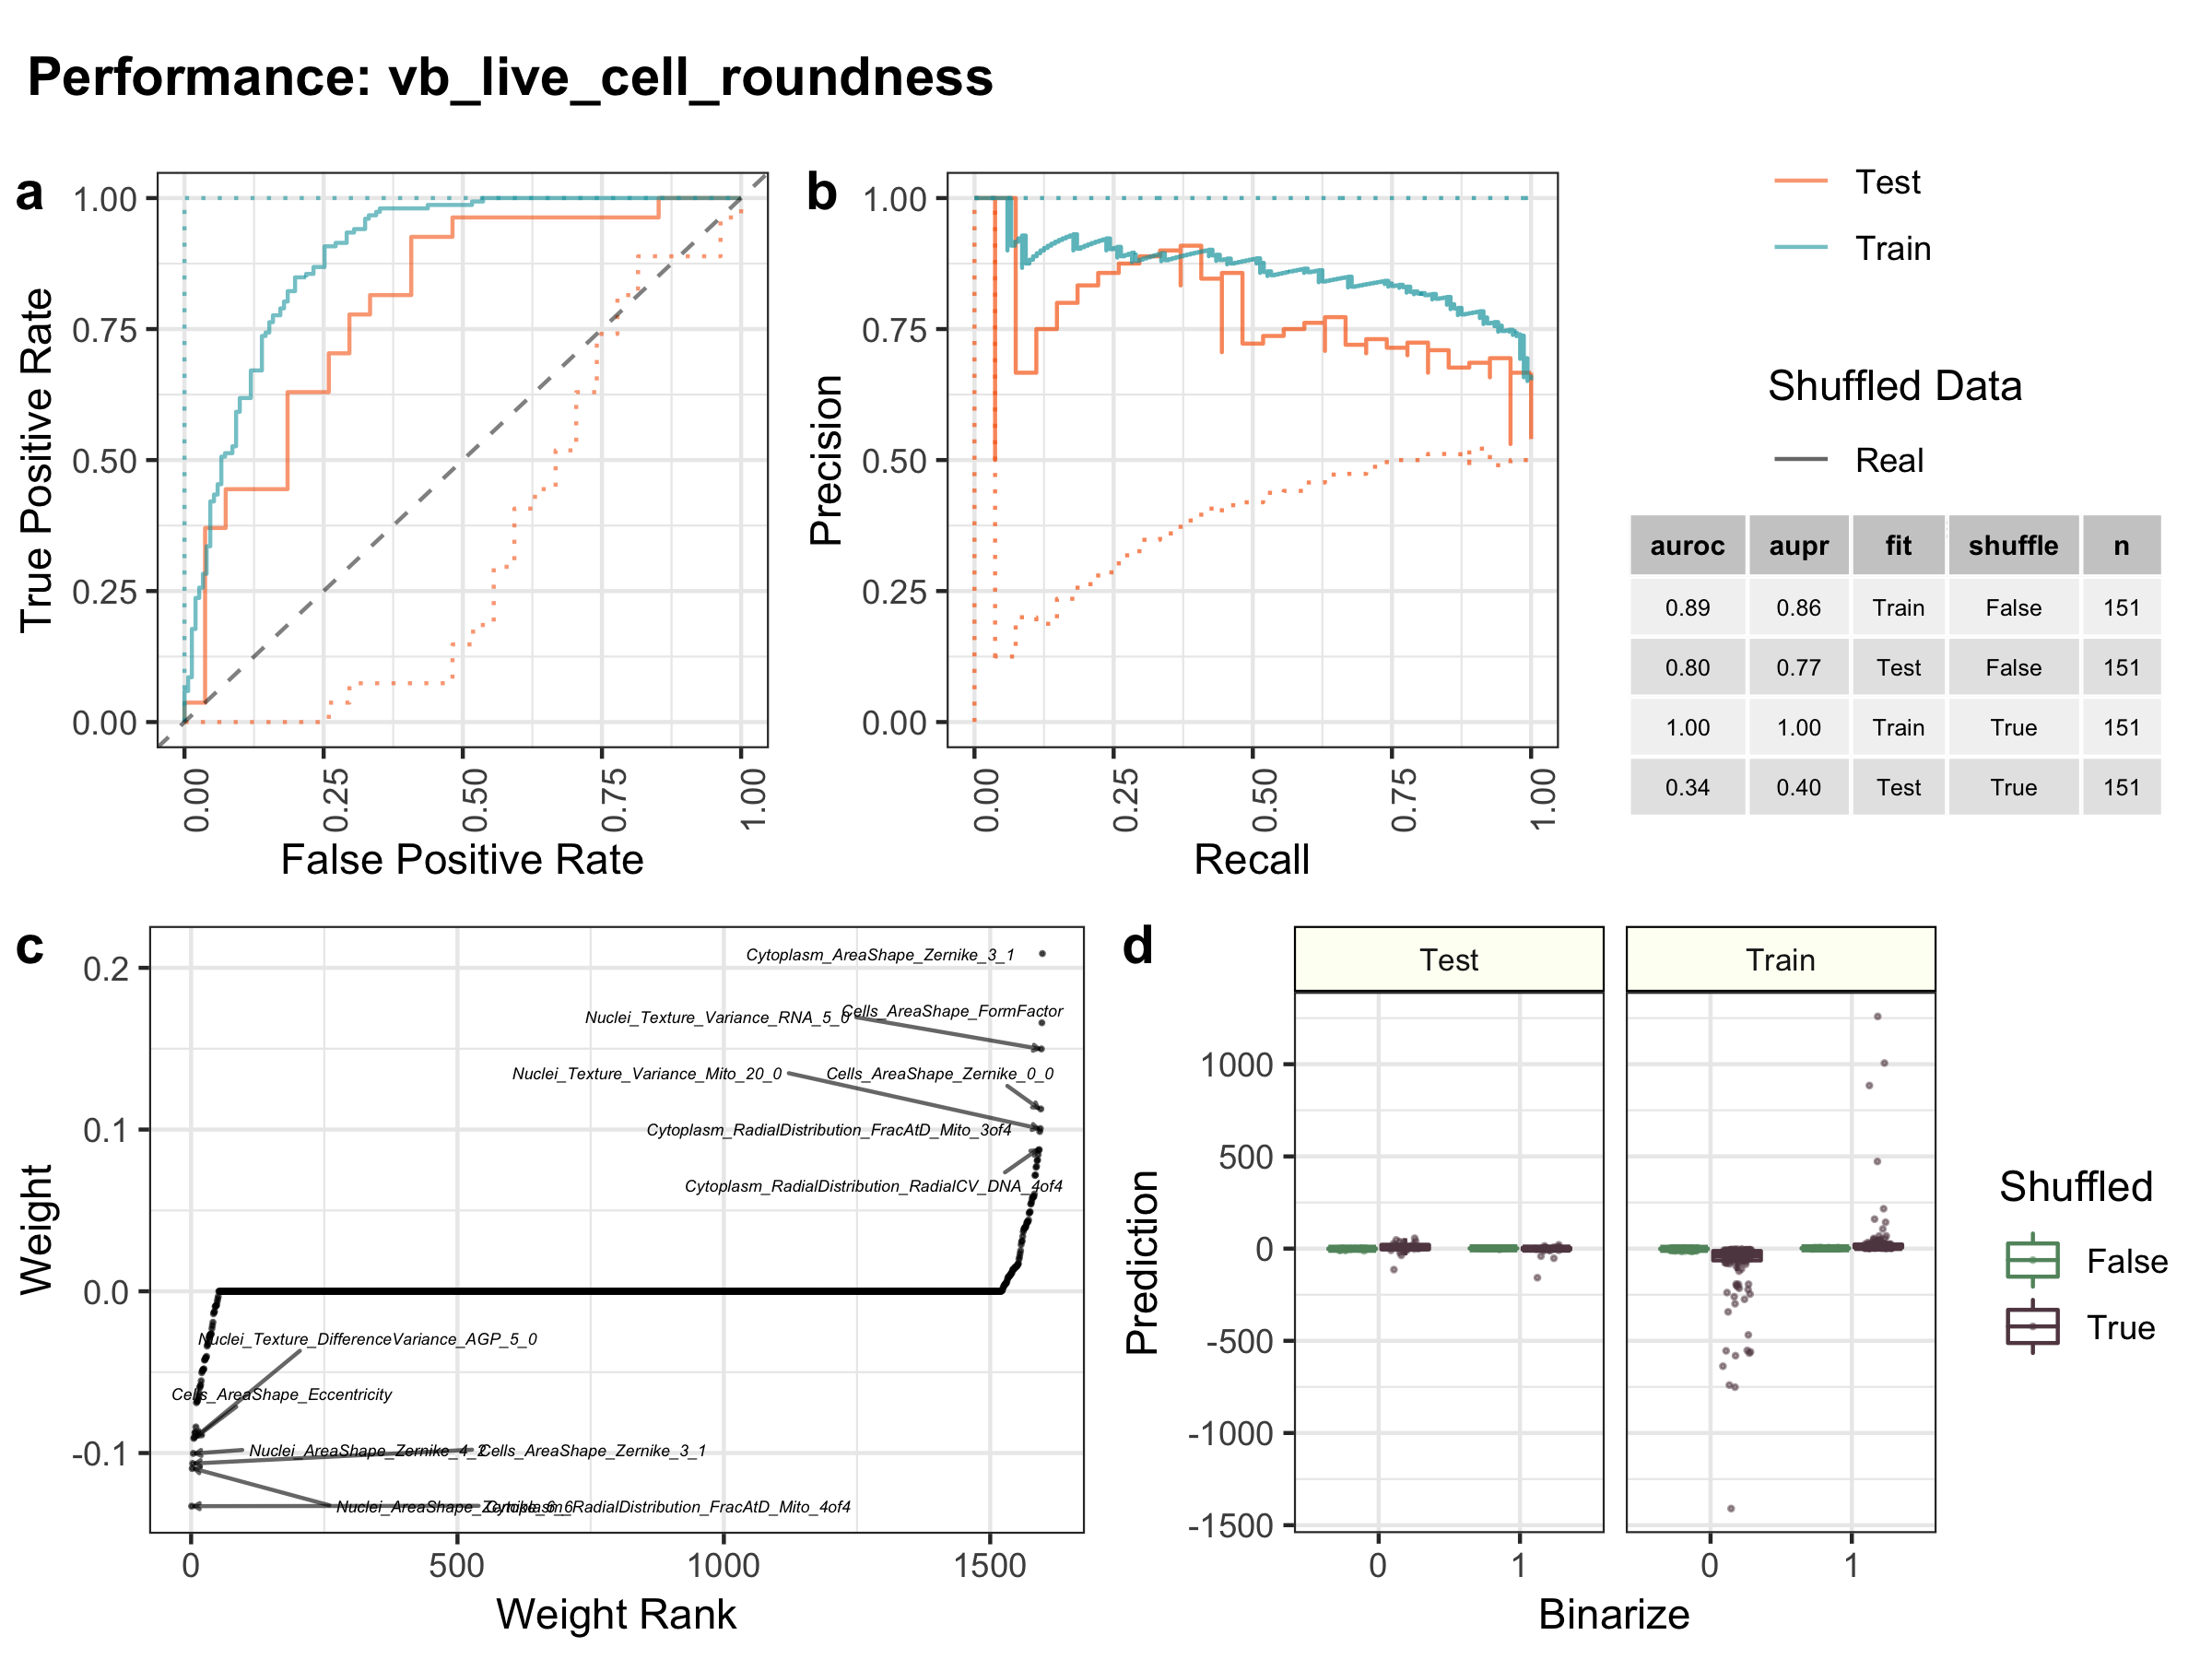 Performance: vb_live_cell_roundness
a
True Positive Rate
1.00
0.75
0.50
0.25
0.00
0.00 0.25 0.50 0.75 1.00
False Positive Rate
b
Precision
1.00
0.75
0.50
0.25
0.00
0.00 0.25 0.50 0.75 1.00
Recall
Test
Train
Shuffled Data
Real
auroc aupr fit shuffle n
0.89 0.86 Train False 151
0.80 0.77 Test False 151
1.00 1.00 Train True 151
0.34 0.40 Test True 151
c
Weight
0.2
0.1
0.0
-0.1
Cytoplasm_AreaShape_Zernike_3_1
Cells_AreaShape_FormFactor
Nuclei_Texture_Variance_RNA_5_0
Nuclei_Texture_Variance_Mito_20_0
Cells_AreaShape_Zernike_0_0
Cytoplasm_RadialDistribution_FracAtD_Mito_3of4
Cytoplasm_RadialDistribution_RadialCV_DNA_4of4
Nuclei_Texture_DifferenceVariance_AGP_5_0
Cells_AreaShape_Eccentricity
Nuclei_AreaShape_Zernike_4_2
Cells_AreaShape_Zernike_3_1
Nuclei_AreaShape_Zernike_6_6
Cytoplasm_RadialDistribution_FracAtD_Mito_4of4
0 500 1000 1500
Weight Rank
d
Test Train
Prediction
1000
500
0
-500
-1000
-1500
0 1 0 1
Binarize
Shuffled
False
True